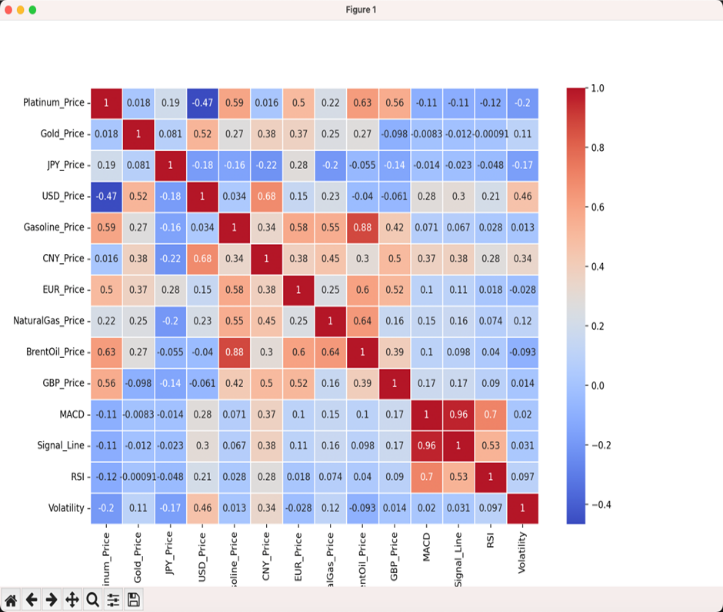 Figure 1
Platinum_Price 1 0.018 0.19 -0.47 0.59 0.016 0.5 0.22 0.63 0.56 -0.11 -0.11 -0.12 -0.2
Gold_Price 0.018 1 0.081 0.52 0.27 0.38 0.37 0.25 0.27 -0.098 -0.0083 -0.012 -0.00091 0.11
JPY_Price 0.19 0.081 1 -0.18 -0.16 -0.22 0.28 -0.2 -0.055 -0.14 -0.014 -0.023 -0.048 -0.17
USD_Price -0.47 0.52 -0.18 1 0.034 0.68 0.15 0.23 -0.04 -0.061 0.28 0.3 0.21 0.46
Gasoline_Price 0.59 0.27 -0.16 0.034 1 0.34 0.58 0.55 0.88 0.42 0.071 0.067 0.028 0.013
CNY_Price 0.016 0.38 -0.22 0.68 0.34 1 0.38 0.45 0.3 0.5 0.37 0.38 0.28 0.34
EUR_Price 0.5 0.37 0.28 0.15 0.58 0.38 1 0.25 0.6 0.52 0.1 0.11 0.018 -0.028
NaturalGas_Price 0.22 0.25 -0.2 0.23 0.55 0.45 0.25 1 0.64 0.16 0.15 0.16 0.074 0.12
BrentOil_Price 0.63 0.27 -0.055 -0.04 0.88 0.3 0.6 0.64 1 0.39 0.1 0.098 0.04 -0.093
GBP_Price 0.56 -0.098 -0.14 -0.061 0.42 0.5 0.52 0.16 0.39 1 0.17 0.17 0.09 0.014
MACD -0.11 -0.0083 -0.014 0.28 0.071 0.37 0.1 0.15 0.1 0.17 1 0.96 0.7 0.02
Signal_Line -0.11 -0.012 -0.023 0.3 0.067 0.38 0.11 0.16 0.098 0.17 0.96 1 0.53 0.031
RSI -0.12 -0.00091 -0.048 0.21 0.028 0.28 0.018 0.074 0.04 0.09 0.7 0.53 1 0.097
Volatility -0.2 0.11 -0.17 0.46 0.013 0.34 -0.028 0.12 -0.093 0.014 0.02 0.031 0.097 1
inum_Price
Gold_Price
JPY_Price
USD_Price
soline_Price
CNY_Price
EUR_Price
alGas_Price
entOil_Price
GBP_Price
MACD
Signal_Line
RSI
Volatility
1.0
0.8
0.6
0.4
0.2
0.0
−0.2
−0.4